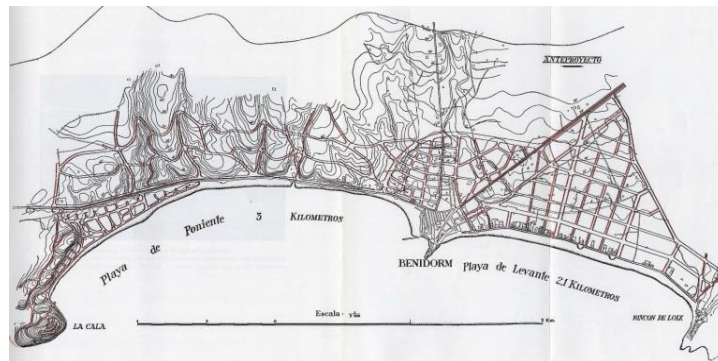 ANTEPROYECTO
Playa de Poniente 3 KILOMETROS
BENIDORM Playa de Levante 2,1 KILOMETROS
Escala
LA CALA
RINCON DE LOIX